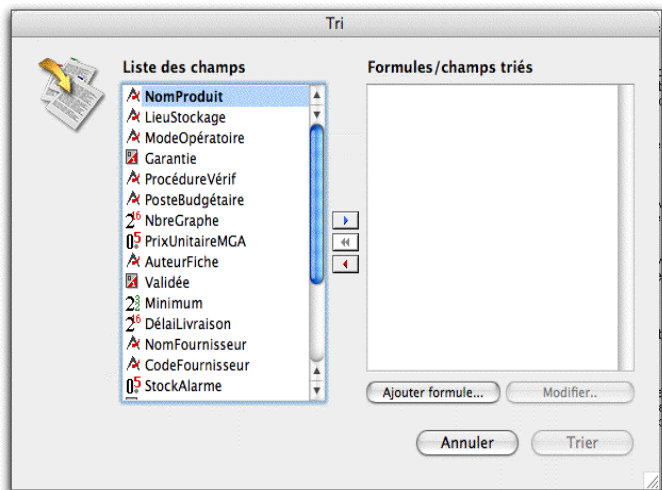 Tri
Liste des champs
NomProduit
LieuStockage
ModeOpératoire
Garantie
ProcédureVérif
PosteBudgétaire
NbreGraphe
PrixUnitaireMGA
AuteurFiche
Validée
Minimum
DélaiLivraison
NomFournisseur
CodeFournisseur
StockAlarme
Formules/champs triés
Ajouter formule...
Modifier..
Annuler
Trier